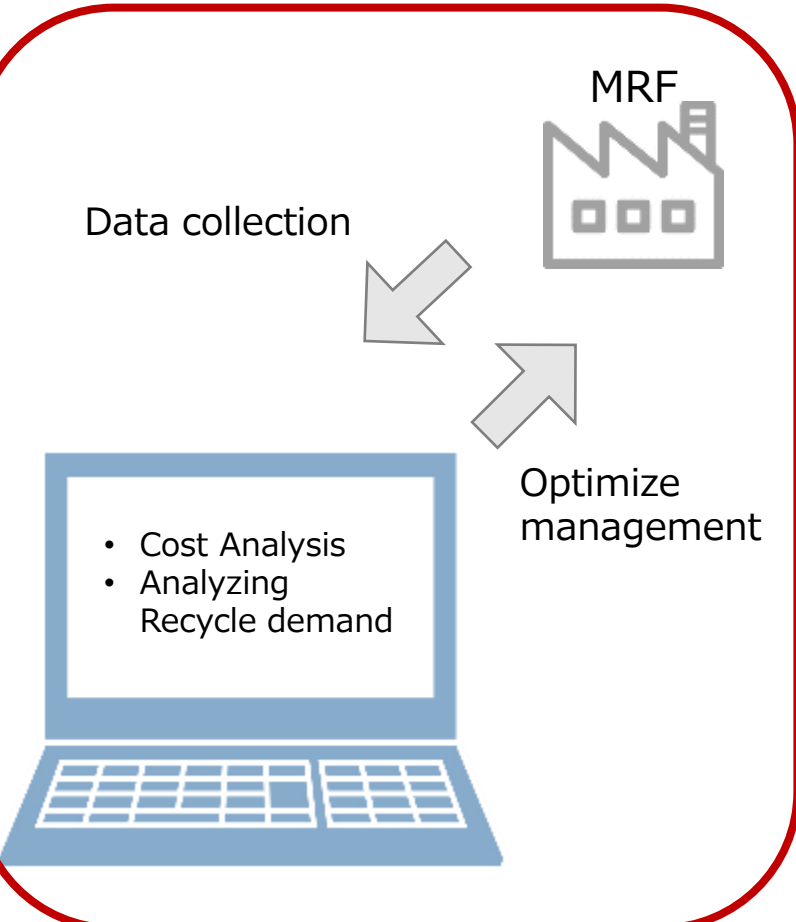 MRF
Data collection
Optimize
management
• Cost Analysis
• Analyzing
Recycle demand